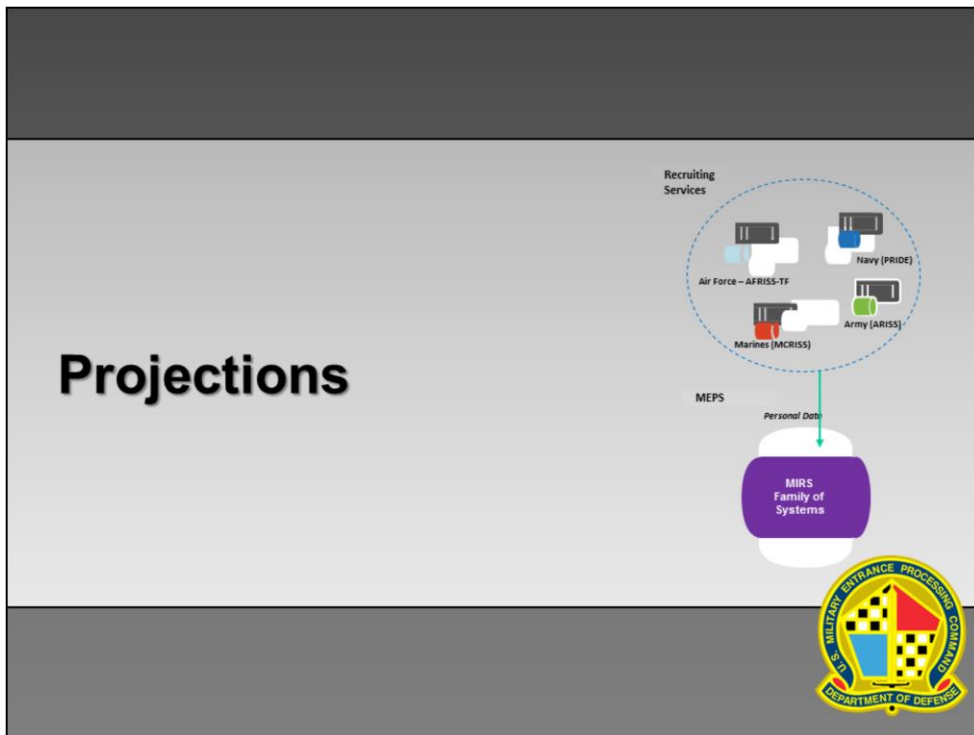 Projections
Recruiting
Services
Air Force – AFRISS-TF
Navy (PRIDE)
Marines (MCRISS)
Army (ARISS)
MEPS
Personal Data
MIRS
Family of
Systems
U.S. MILITARY ENTRANCE PROCESSING COMMAND
DEPARTMENT OF DEFENSE